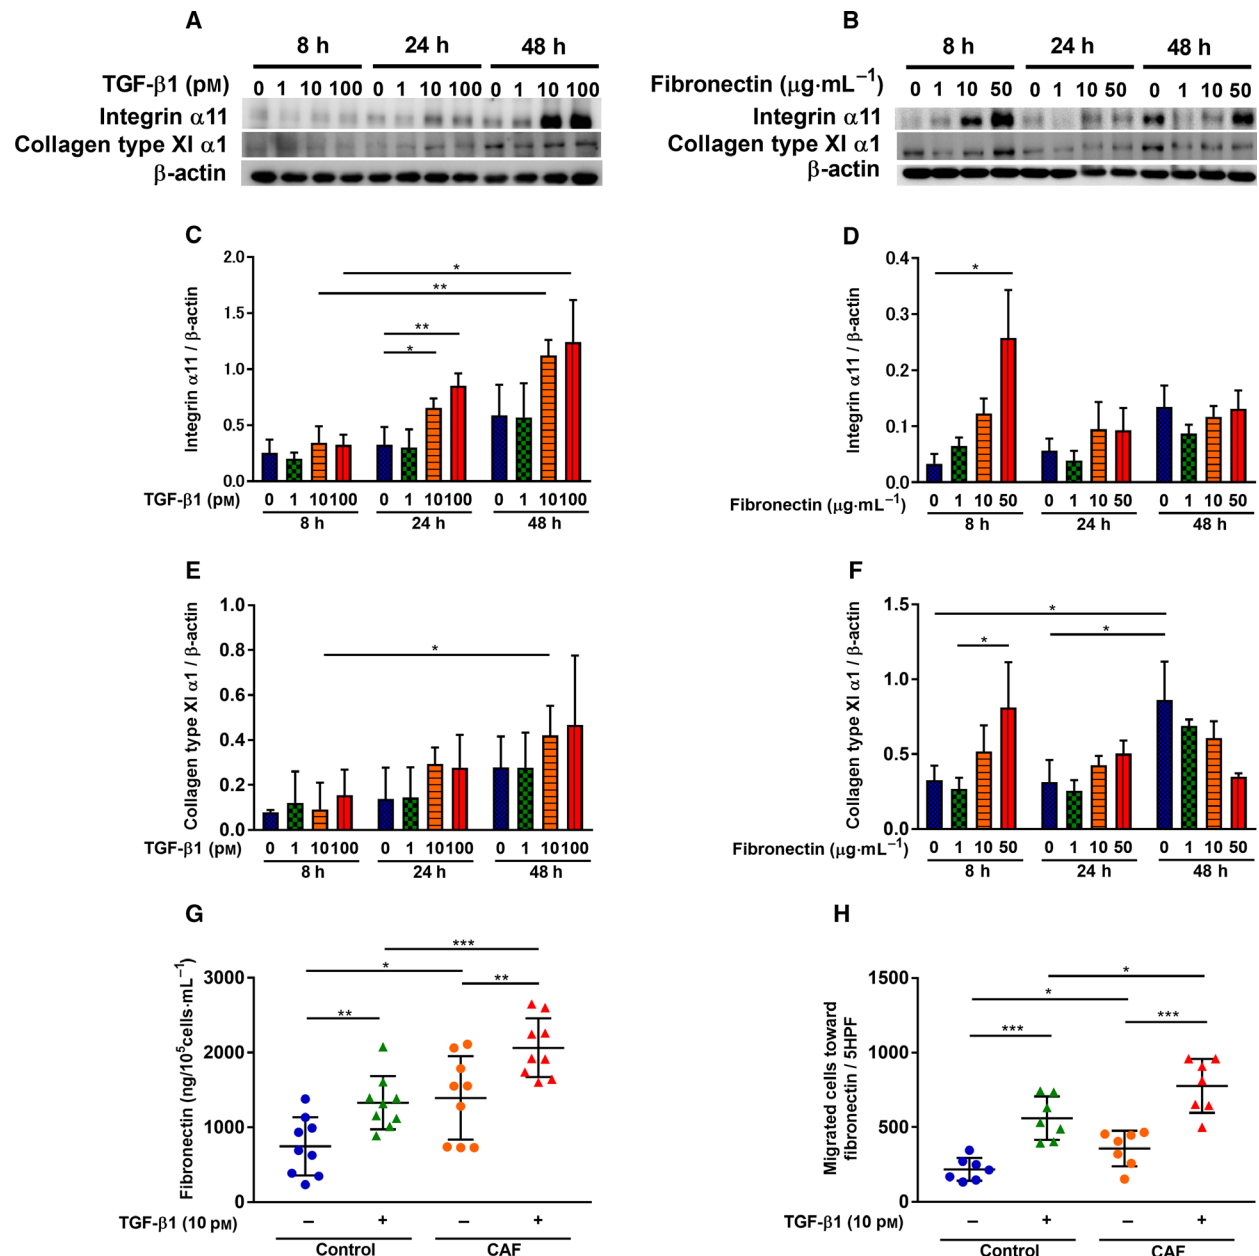 A
8 h 24 h 48 h
TGF-β1 (pM) 0 1 10 100 0 1 10 100 0 1 10 100
Integrin α11
Collagen type XI α1
β-actin
B
8 h 24 h 48 h
Fibronectin (μg·mL⁻¹) 0 1 10 50 0 1 10 50 0 1 10 50
Integrin α11
Collagen type XI α1
β-actin
C
Integrin α11 / β-actin
2.0
1.5
1.0
0.5
0.0
*
**
**
*
TGF-β1 (pM) 0 1 10 100 0 1 10 100 0 1 10 100
8 h 24 h 48 h
D
Integrin α11 / β-actin
0.4
0.3
0.2
0.1
0.0
*
Fibronectin (μg·mL⁻¹) 0 1 10 50 0 1 10 50 0 1 10 50
8 h 24 h 48 h
E
Collagen type XI α1 / β-actin
1.0
0.8
0.6
0.4
0.2
0.0
*
TGF-β1 (pM) 0 1 10 100 0 1 10 100 0 1 10 100
8 h 24 h 48 h
F
Collagen type XI α1 / β-actin
1.5
1.0
0.5
0.0
*
*
*
Fibronectin (μg·mL⁻¹) 0 1 10 50 0 1 10 50 0 1 10 50
8 h 24 h 48 h
G
Fibronectin (ng/10⁵cells·mL⁻¹)
3000
2000
1000
0
***
*
**
**
TGF-β1 (10 pM) – + – +
Control CAF
H
Migrated cells toward
fibronectin / 5HPF
1500
1000
500
0
*
*
***
***
TGF-β1 (10 pM) – + – +
Control CAF